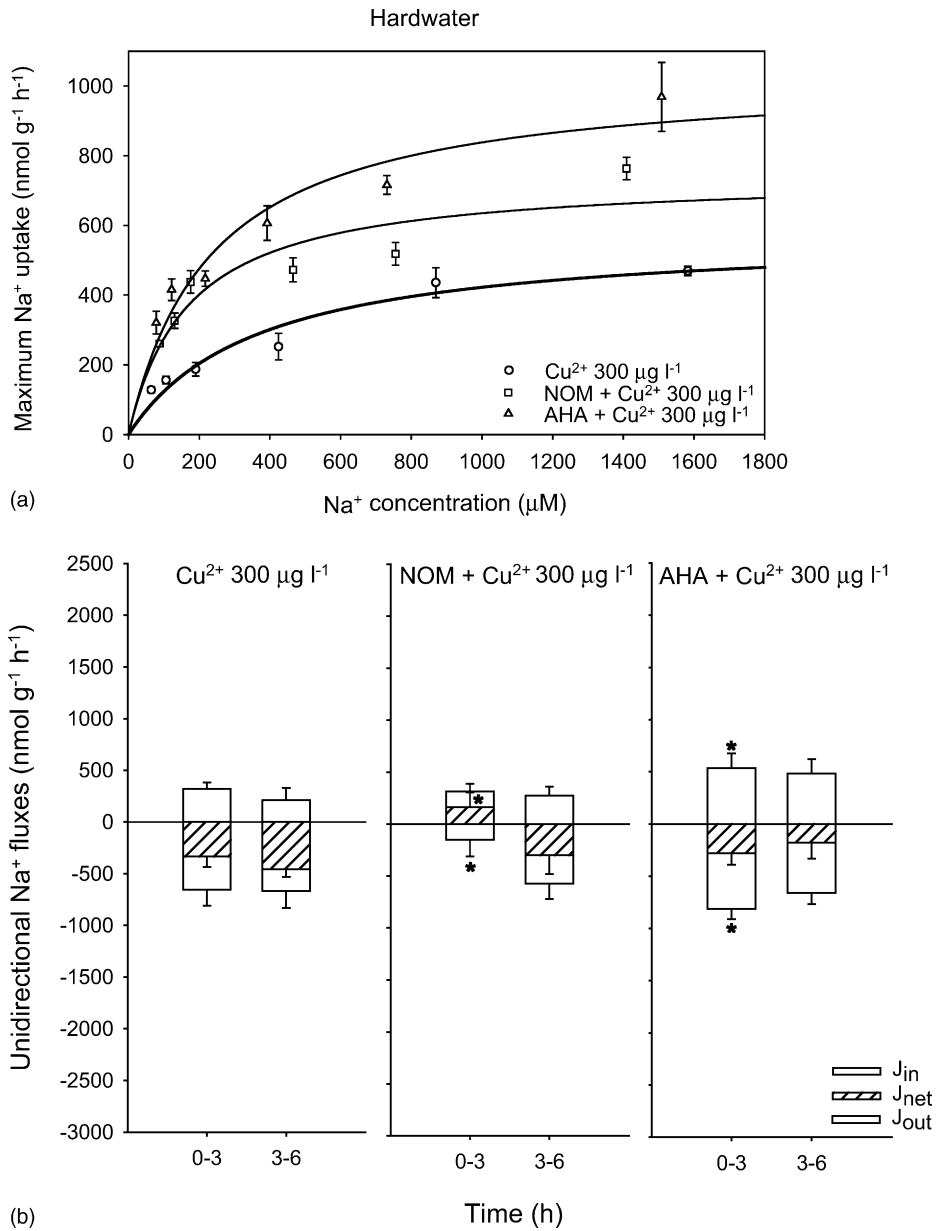 Hardwater
Maximum Na⁺ uptake (nmol g⁻¹ h⁻¹)
1000
800
600
400
200
0
Cu²⁺ 300 µg l⁻¹
NOM + Cu²⁺ 300 µg l⁻¹
AHA + Cu²⁺ 300 µg l⁻¹
0 200 400 600 800 1000 1200 1400 1600 1800
Na⁺ concentration (µM)
(a)
Unidirectional Na⁺ fluxes (nmol g⁻¹ h⁻¹)
2500
2000
1500
1000
500
0
-500
-1000
-1500
-2000
-2500
-3000
Cu²⁺ 300 µg l⁻¹
NOM + Cu²⁺ 300 µg l⁻¹
AHA + Cu²⁺ 300 µg l⁻¹
*
*
*
*
J_in
J_net
J_out
0-3 3-6 0-3 3-6 0-3 3-6
Time (h)
(b)